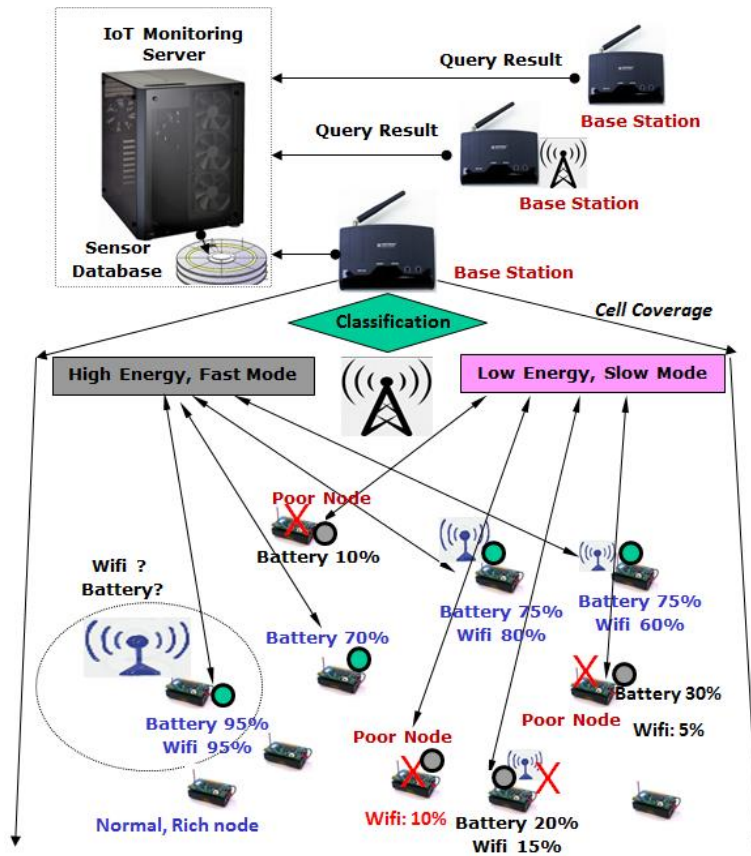 IoT Monitoring
Server
Query Result
Base Station
Query Result
Base Station
Sensor
Database
Base Station
Classification
Cell Coverage
High Energy, Fast Mode
Low Energy, Slow Mode
Poor Node
Battery 10%
Wifi ?
Battery?
Battery 75%
Wifi 80%
Battery 75%
Wifi 60%
Battery 70%
Battery 95%
Wifi 95%
Battery 30%
Poor Node
Wifi: 5%
Poor Node
Wifi: 10%
Battery 20%
Wifi 15%
Normal, Rich node